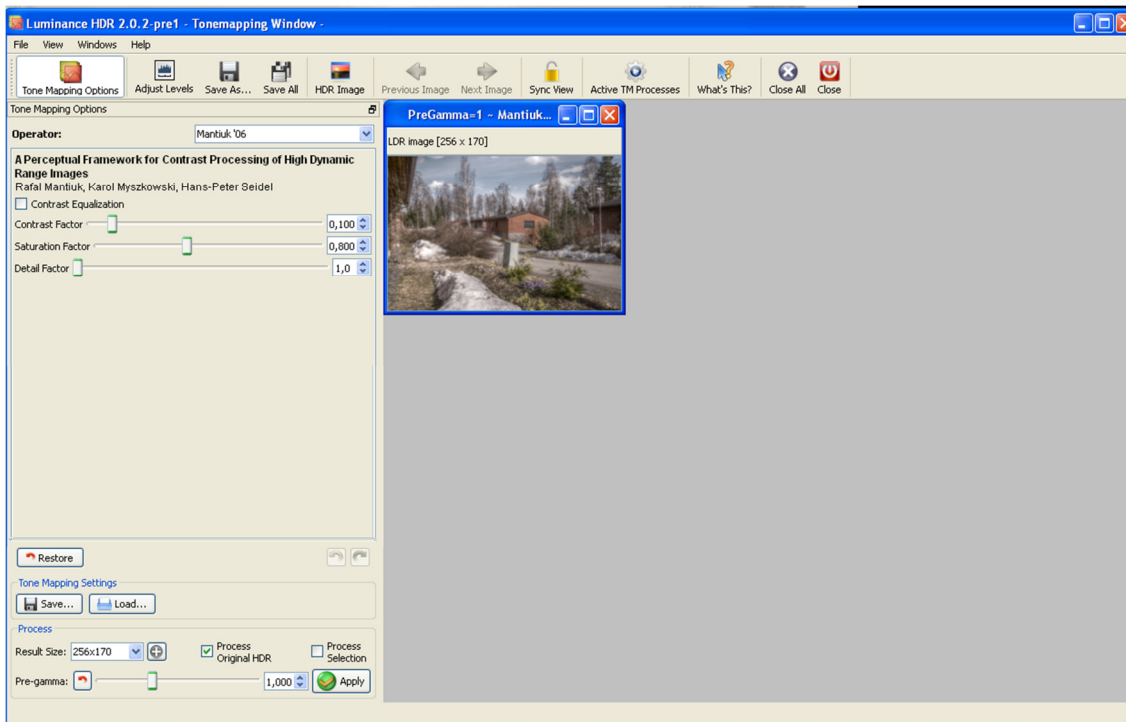 Luminance HDR 2.0.2-pre1 - Tonemapping Window -
File View Windows Help
Tone Mapping Options Adjust Levels Save As... Save All HDR Image Previous Image Next Image Sync View Active TM Processes What's This? Close All Close
Tone Mapping Options
Operator: Mantiuk '06
A Perceptual Framework for Contrast Processing of High Dynamic
Range Images
Rafal Mantiuk, Karol Myszkowski, Hans-Peter Seidel
Contrast Equalization
Contrast Factor 0,100
Saturation Factor 0,800
Detail Factor 1,0
Restore
Tone Mapping Settings
Save... Load...
Process
Result Size: 256x170 Process Original HDR Process Selection
Pre-gamma: 1,000 Apply
PreGamma=1 ~ Mantiuk...
LDR image [256 x 170]